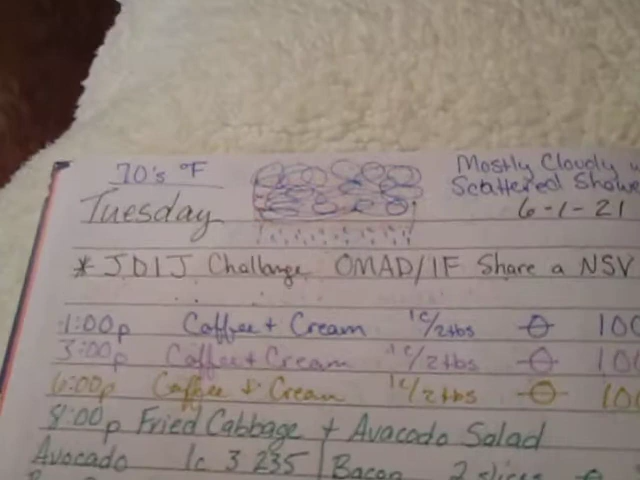 70's °F
Mostly Cloudy
Scattered
Tuesday
6-1-21
* JDIJ Challange OMAD/IF Share a NSV
1:00p Coffee + Cream 1c/2tbs ⊖ 100
3:00p Coffee + Cream 1c/2tbs ⊖ 100
6:00p Coffee + Cream 1c/2tbs ⊖ 100
8:00p Fried Cabbage + Avacado Salad
Avocado 1c 3 235 Bacon 2 slices ⊖